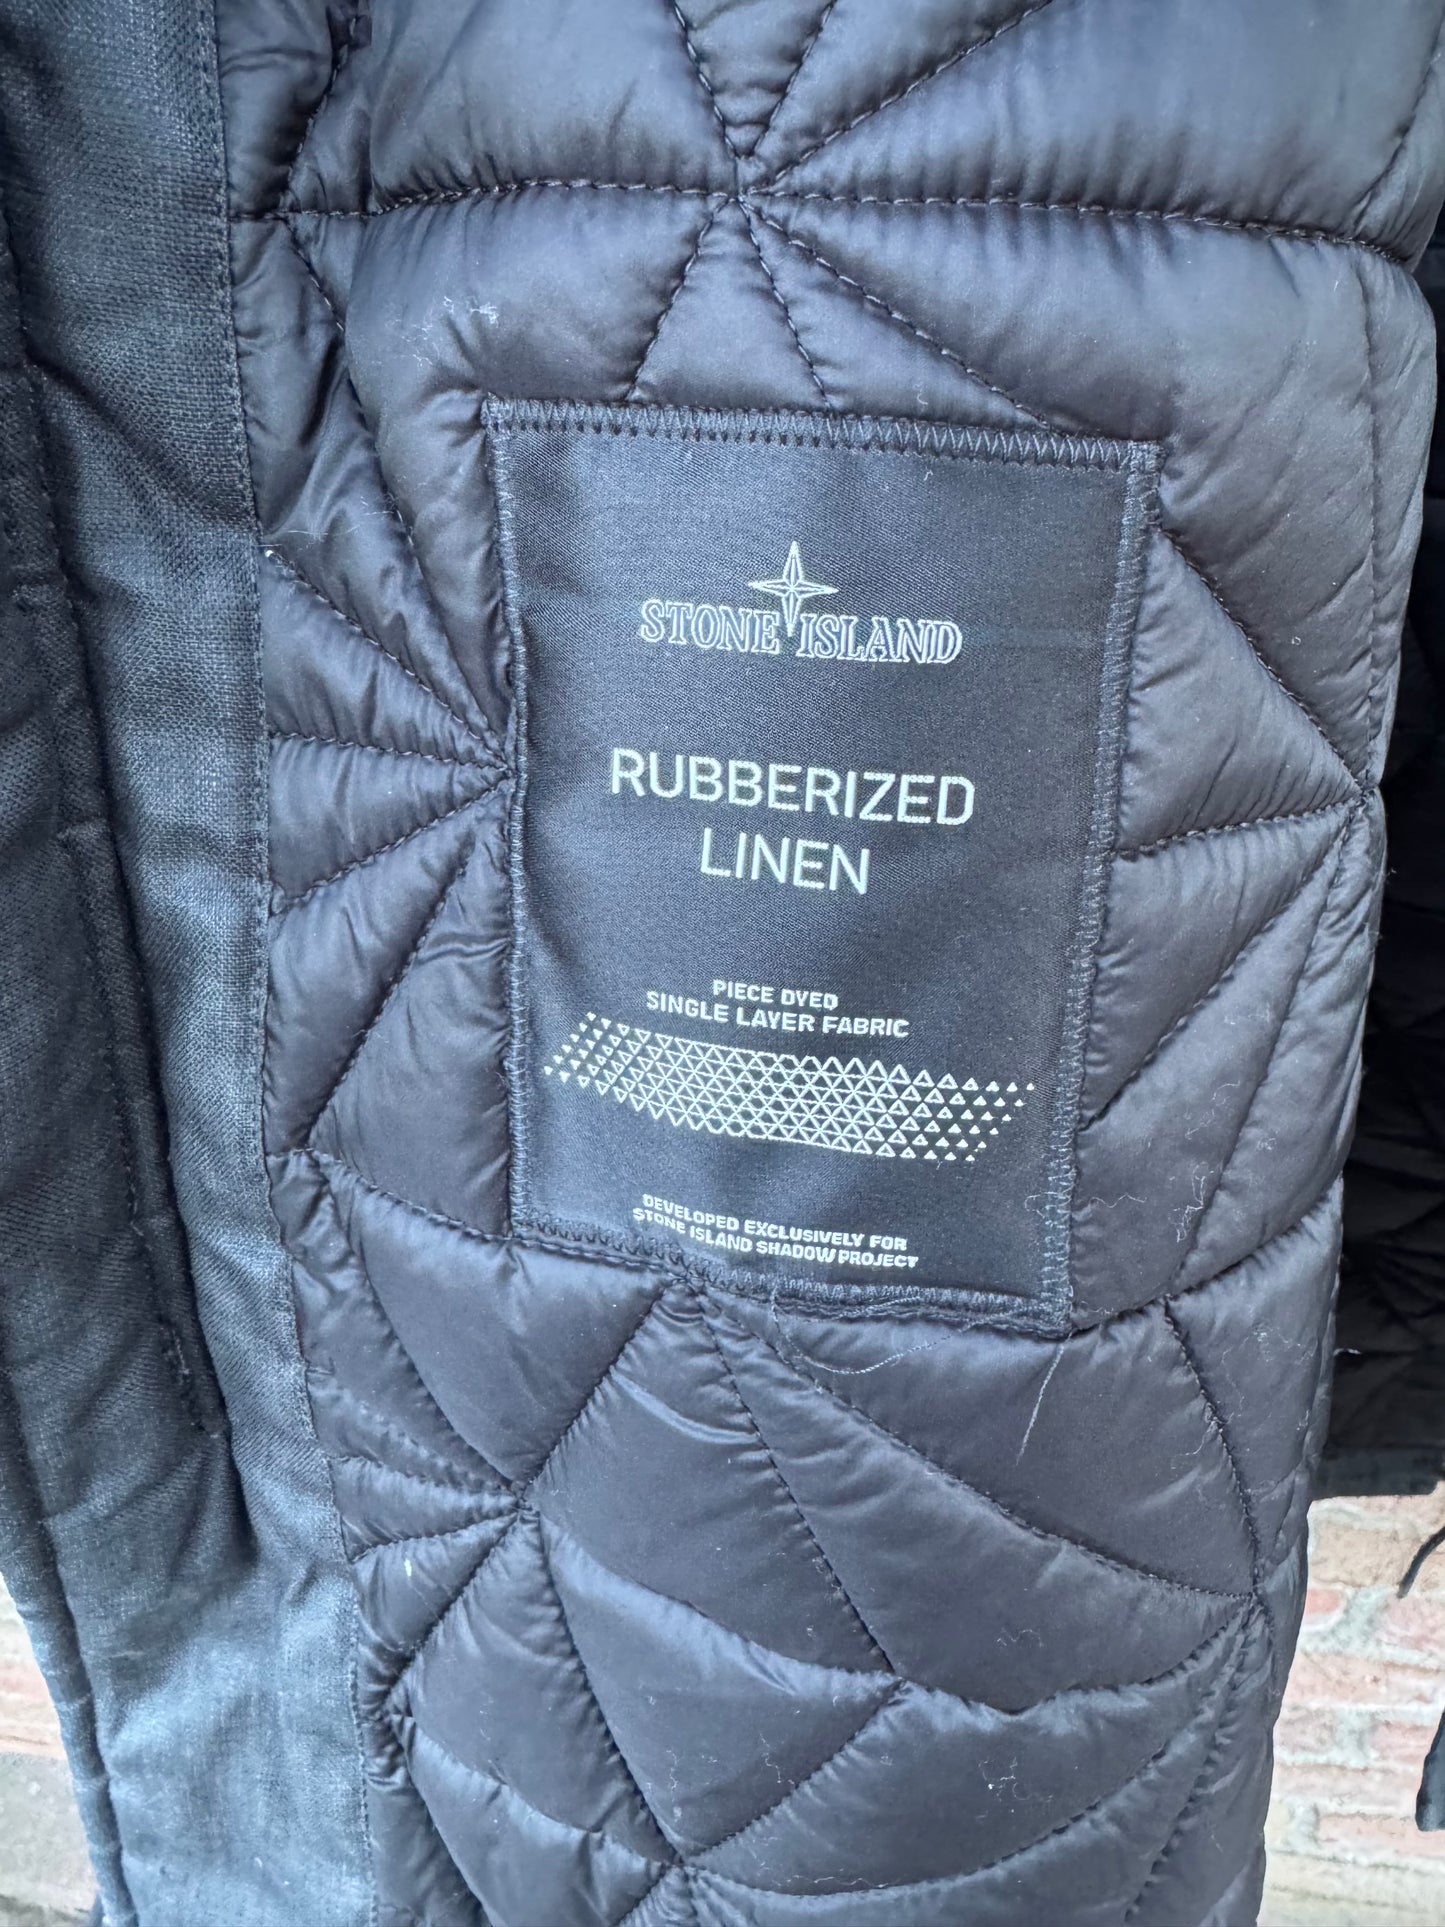 STONE ISLAND
RUBBERIZED
LINEN
PIECE DYED
SINGLE LAYER FABRIC
DEVELOPED EXCLUSIVELY FOR
STONE ISLAND SHADOW PROJECT